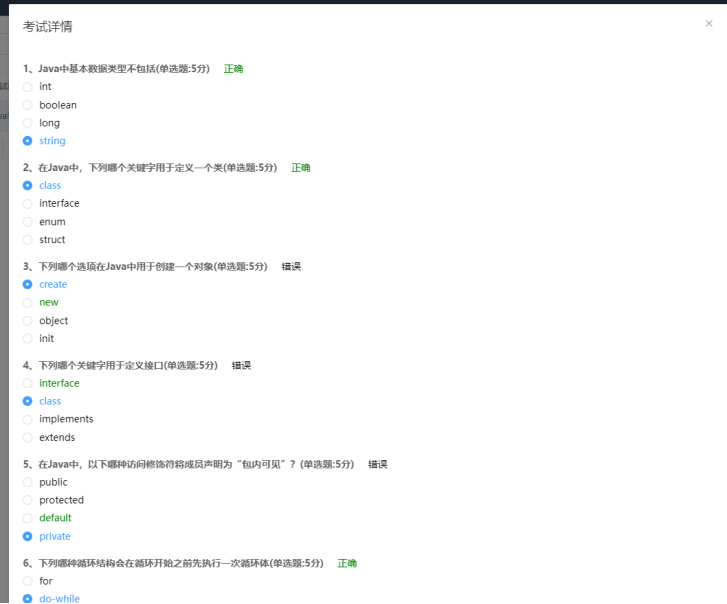 考试详情
×
1、Java中基本数据类型不包括(单选题:5分) 正确
int
boolean
long
string
2、在Java中，下列哪个关键字用于定义一个类(单选题:5分) 正确
class
interface
enum
struct
3、下列哪个选项在Java中用于创建一个对象(单选题:5分) 错误
create
new
object
init
4、下列哪个关键字用于定义接口(单选题:5分) 错误
interface
class
implements
extends
5、在Java中，以下哪种访问修饰符将成员声明为“包内可见”？(单选题:5分) 错误
public
protected
default
private
6、下列哪种循环结构会在循环开始之前先执行一次循环体(单选题:5分) 正确
for
do-while